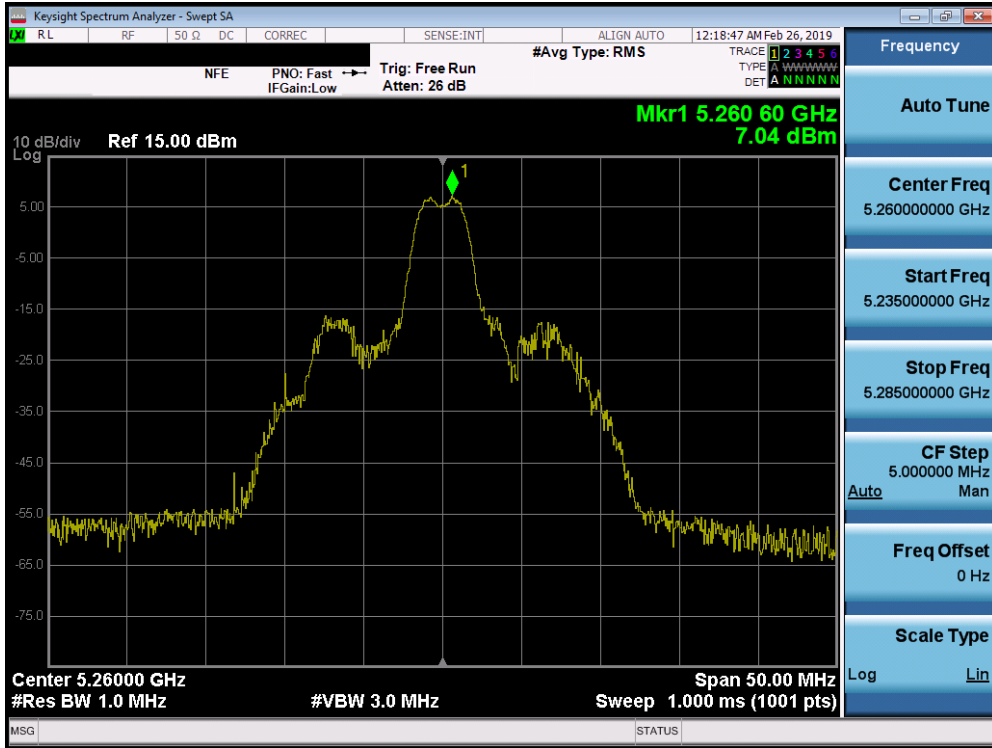 Keysight Spectrum Analyzer - Swept SA
LXI RL RF 50 Ω DC CORREC SENSE:INT ALIGN AUTO 12:18:47 AM Feb 26, 2019
NFE PNO: Fast Trig: Free Run #Avg Type: RMS TRACE 1 2 3 4 5 6
IFGain:Low Atten: 26 dB TYPE A WWWWW
DET A N N N N N
Mkr1 5.260 60 GHz
7.04 dBm
10 dB/div Ref 15.00 dBm
Log
1
5.00
-5.00
-15.0
-25.0
-35.0
-45.0
-55.0
-65.0
-75.0
Center 5.26000 GHz Span 50.00 MHz
#Res BW 1.0 MHz #VBW 3.0 MHz Sweep 1.000 ms (1001 pts)
MSG STATUS
Frequency
Auto Tune
Center Freq
5.260000000 GHz
Start Freq
5.235000000 GHz
Stop Freq
5.285000000 GHz
CF Step
5.000000 MHz
Auto Man
Freq Offset
0 Hz
Scale Type
Log Lin